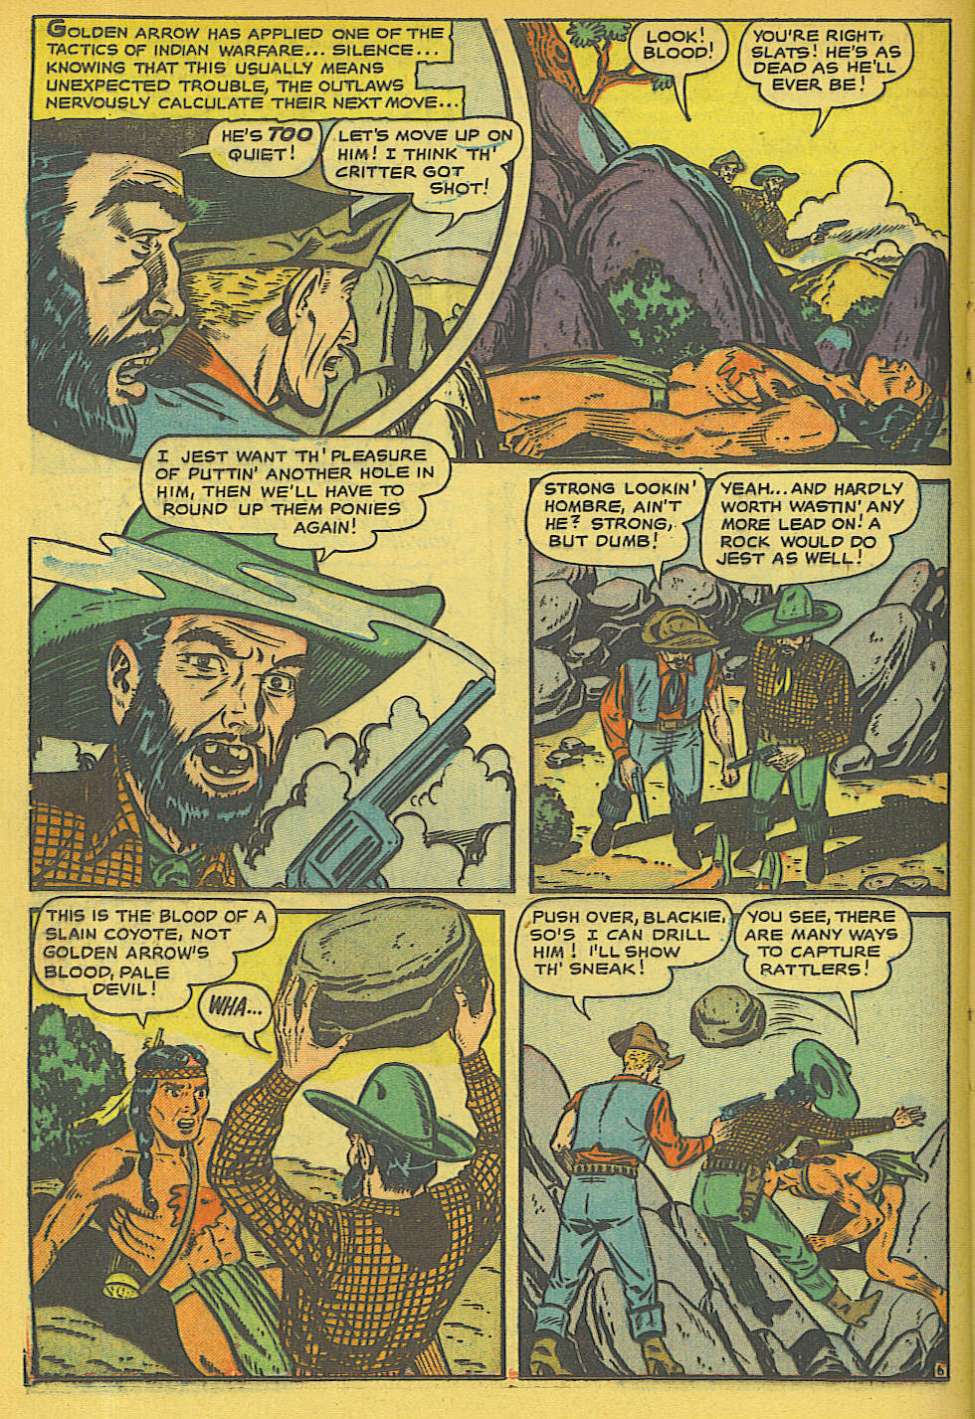 GOLDEN ARROW HAS APPLIED ONE OF THE
TACTICS OF INDIAN WARFARE... SILENCE...
KNOWING THAT THIS USUALLY MEANS
UNEXPECTED TROUBLE, THE OUTLAWS
NERVOUSLY CALCULATE THEIR NEXT MOVE...
HE'S TOO
QUIET!
LET'S MOVE UP ON
HIM! I THINK TH'
CRITTER GOT
SHOT!
LOOK!
BLOOD!
YOU'RE RIGHT,
SLATS! HE'S AS
DEAD AS HE'LL
EVER BE!
I JEST WANT TH' PLEASURE
OF PUTTIN' ANOTHER HOLE IN
HIM, THEN WE'LL HAVE TO
ROUND UP THEM PONIES
AGAIN!
STRONG LOOKIN'
HOMBRE, AIN'T
HE? STRONG,
BUT DUMB!
YEAH...AND HARDLY
WORTH WASTIN' ANY
MORE LEAD ON! A
ROCK WOULD DO
JEST AS WELL!
THIS IS THE BLOOD OF A
SLAIN COYOTE, NOT
GOLDEN ARROW'S
BLOOD, PALE
DEVIL!
WHA...
PUSH OVER, BLACKIE,
SO'S I CAN DRILL
HIM! I'LL SHOW
TH' SNEAK!
YOU SEE, THERE
ARE MANY WAYS
TO CAPTURE
RATTLERS!
6